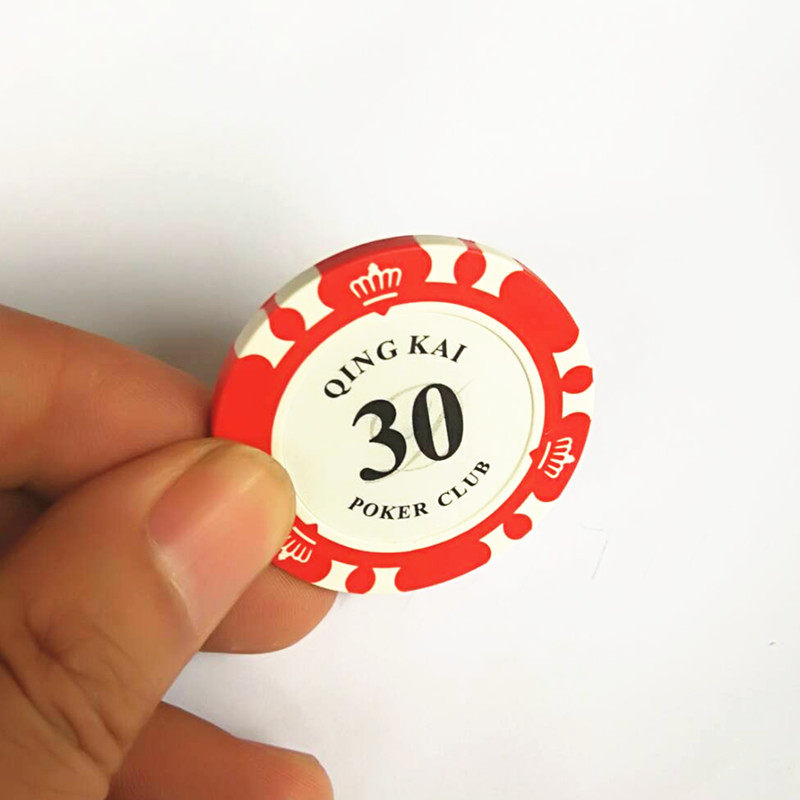 QING KAI
30
POKER CLUB